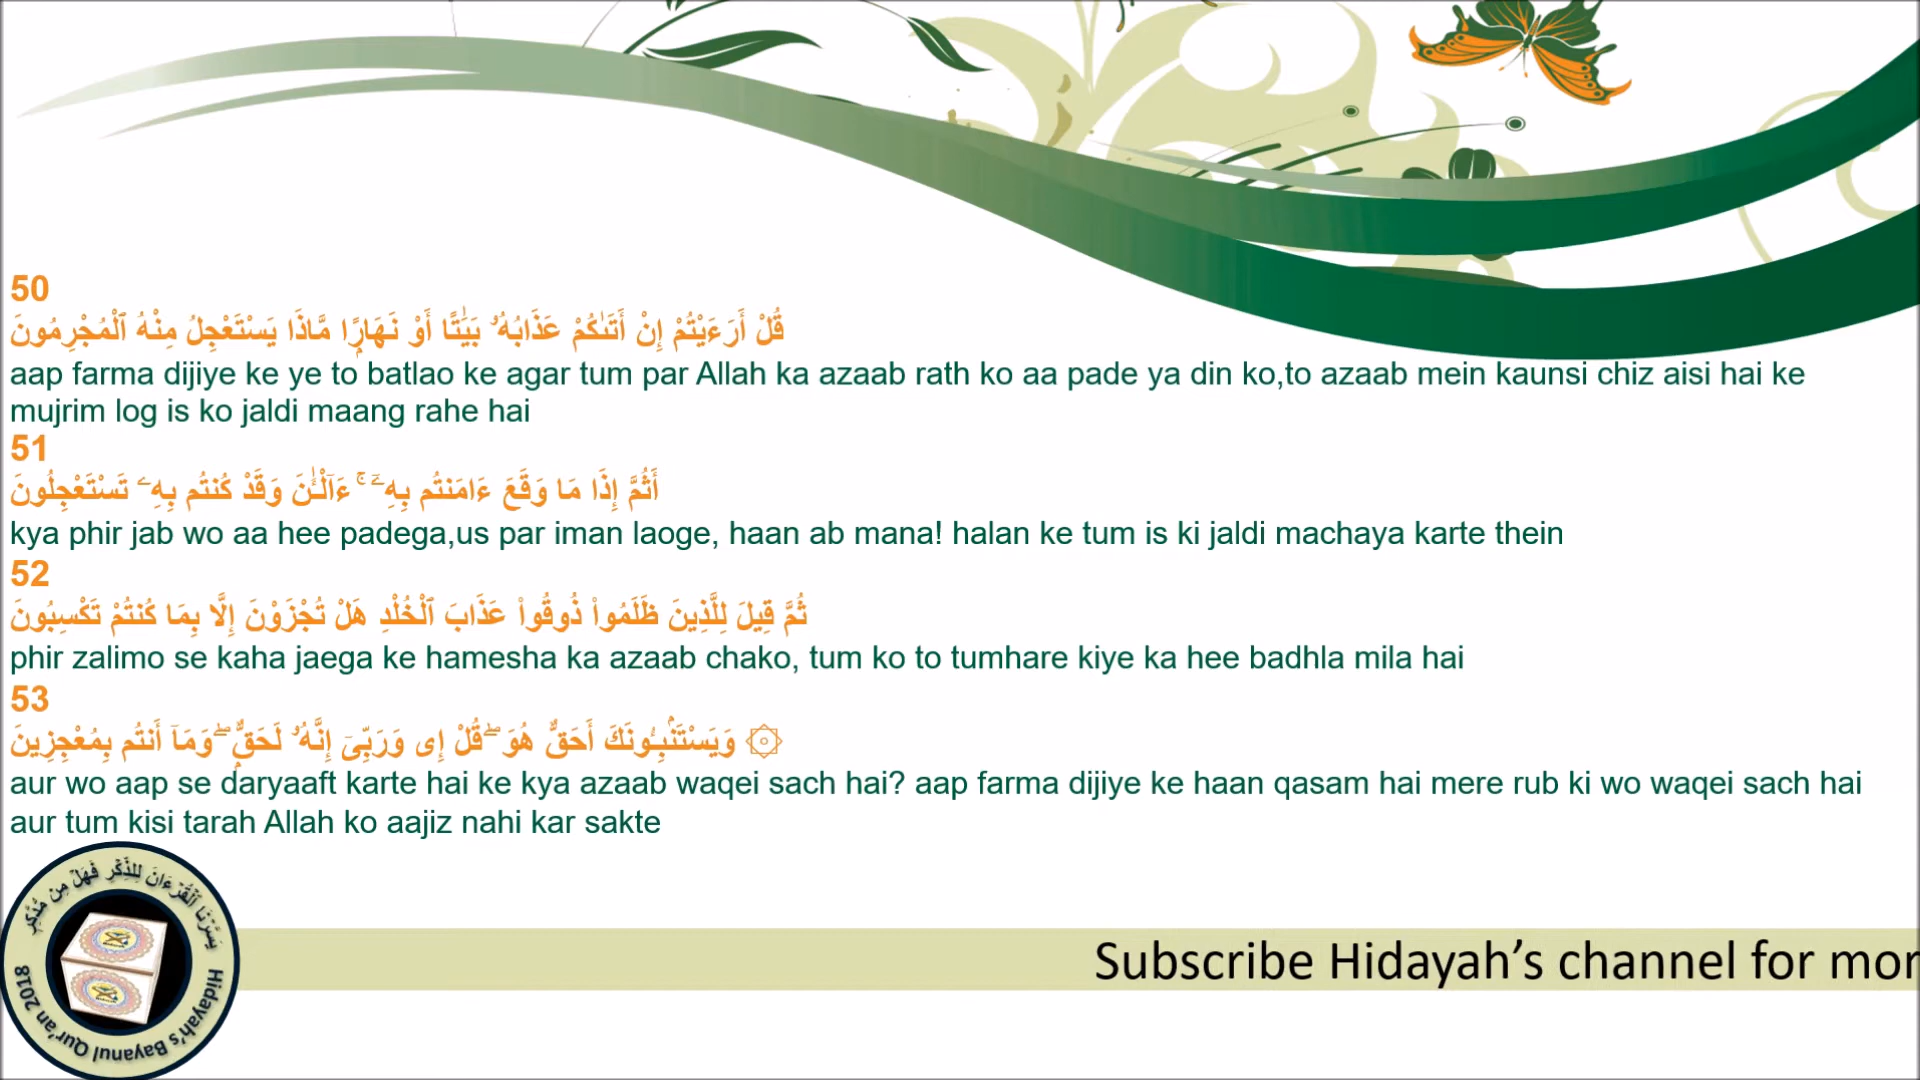 50
قُلْ أَرَءَيْتُمْ إِنْ أَتَىٰكُمْ عَذَابُهُۥ بَيَٰتًا أَوْ نَهَارًۭا مَّاذَا يَسْتَعْجِلُ مِنْهُ ٱلْمُجْرِمُونَ
aap farma dijiye ke ye to batlao ke agar tum par Allah ka azaab rath ko aa pade ya din ko,to azaab mein kaunsi chiz aisi hai ke
mujrim log is ko jaldi maang rahe hai
51
أَثُمَّ إِذَا مَا وَقَعَ ءَامَنتُم بِهِۦٓ ۚ ءَآلْـَٰٔنَ وَقَدْ كُنتُم بِهِۦ تَسْتَعْجِلُونَ
kya phir jab wo aa hee padega,us par iman laoge, haan ab mana! halan ke tum is ki jaldi machaya karte thein
52
ثُمَّ قِيلَ لِلَّذِينَ ظَلَمُوا۟ ذُوقُوا۟ عَذَابَ ٱلْخُلْدِ هَلْ تُجْزَوْنَ إِلَّا بِمَا كُنتُمْ تَكْسِبُونَ
phir zalimo se kaha jaega ke hamesha ka azaab chako, tum ko to tumhare kiye ka hee badhla mila hai
53
۞ وَيَسْتَنۢبِـُٔونَكَ أَحَقٌّ هُوَ ۖ قُلْ إِى وَرَبِّىٓ إِنَّهُۥ لَحَقٌّۭ ۖ وَمَآ أَنتُم بِمُعْجِزِينَ
aur wo aap se daryaaft karte hai ke kya azaab waqei sach hai? aap farma dijiye ke haan qasam hai mere rub ki wo waqei sach hai
aur tum kisi tarah Allah ko aajiz nahi kar sakte
يَسَّرْنَا ٱلْقُرْءَانَ لِلذِّكْرِ فَهَلْ مِن مُّدَّكِرٍ
Hidayah's Bayanul Qur'an 2018
Subscribe Hidayah’s channel for mor